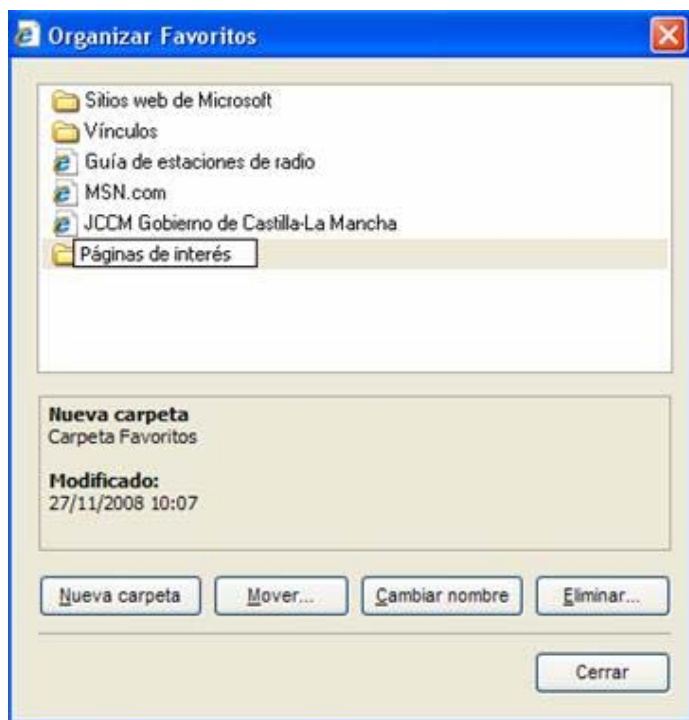 Organizar Favoritos
Sitios web de Microsoft
Vínculos
Guía de estaciones de radio
MSN.com
JCCM Gobierno de Castilla-La Mancha
Páginas de interés
Nueva carpeta
Carpeta Favoritos
Modificado:
27/11/2008 10:07
Nueva carpeta Mover... Cambiar nombre Eliminar...
Cerrar